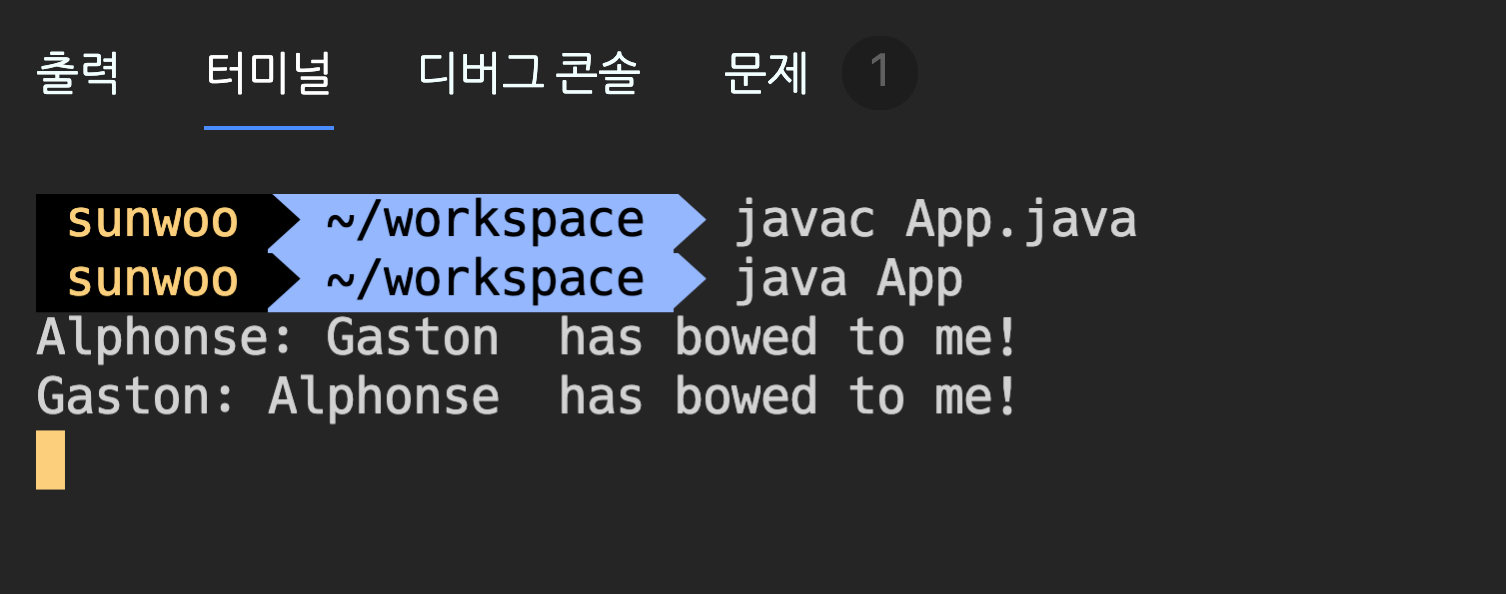 출력 터미널 디버그 콘솔 문제 1
sunwoo ~/workspace javac App.java
sunwoo ~/workspace java App
Alphonse: Gaston  has bowed to me!
Gaston: Alphonse  has bowed to me!